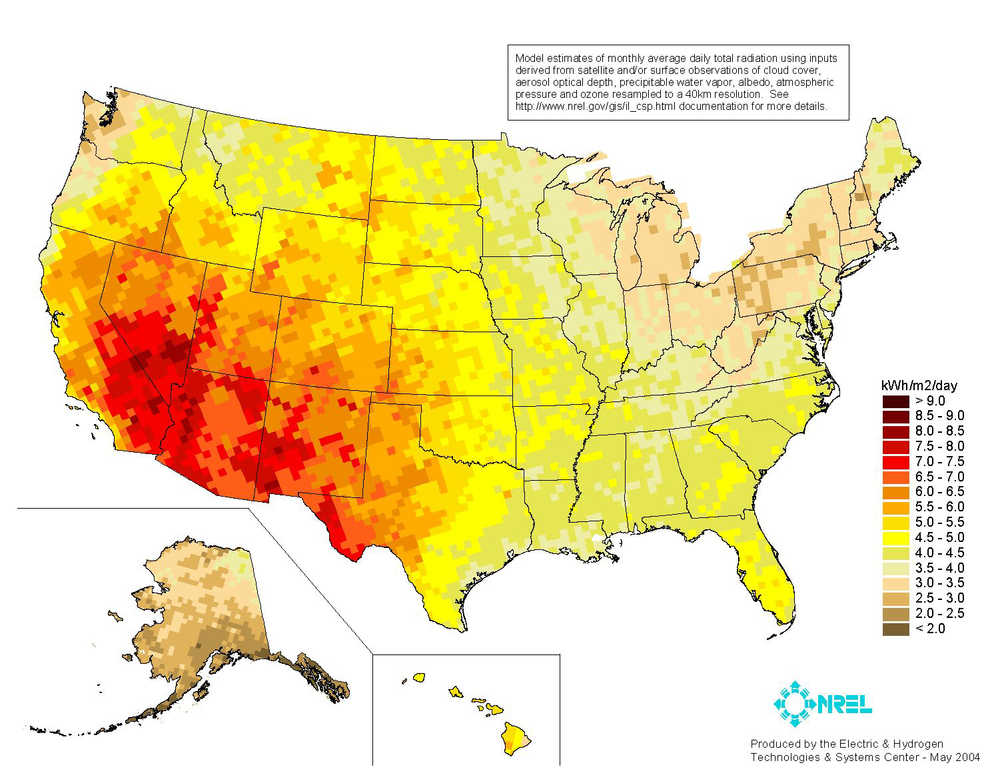 Model estimates of monthly average daily total radiation using inputs
derived from satellite and/or surface observations of cloud cover,
aerosol optical depth, precipitable water vapor, albedo, atmospheric
pressure and ozone resampled to a 40km resolution.  See
http://www.nrel.gov/gis/il_csp.html documentation for more details.
kWh/m2/day
> 9.0
8.5 - 9.0
8.0 - 8.5
7.5 - 8.0
7.0 - 7.5
6.5 - 7.0
6.0 - 6.5
5.5 - 6.0
5.0 - 5.5
4.5 - 5.0
4.0 - 4.5
3.5 - 4.0
3.0 - 3.5
2.5 - 3.0
2.0 - 2.5
< 2.0
NREL
Produced by the Electric & Hydrogen
Technologies & Systems Center - May 2004